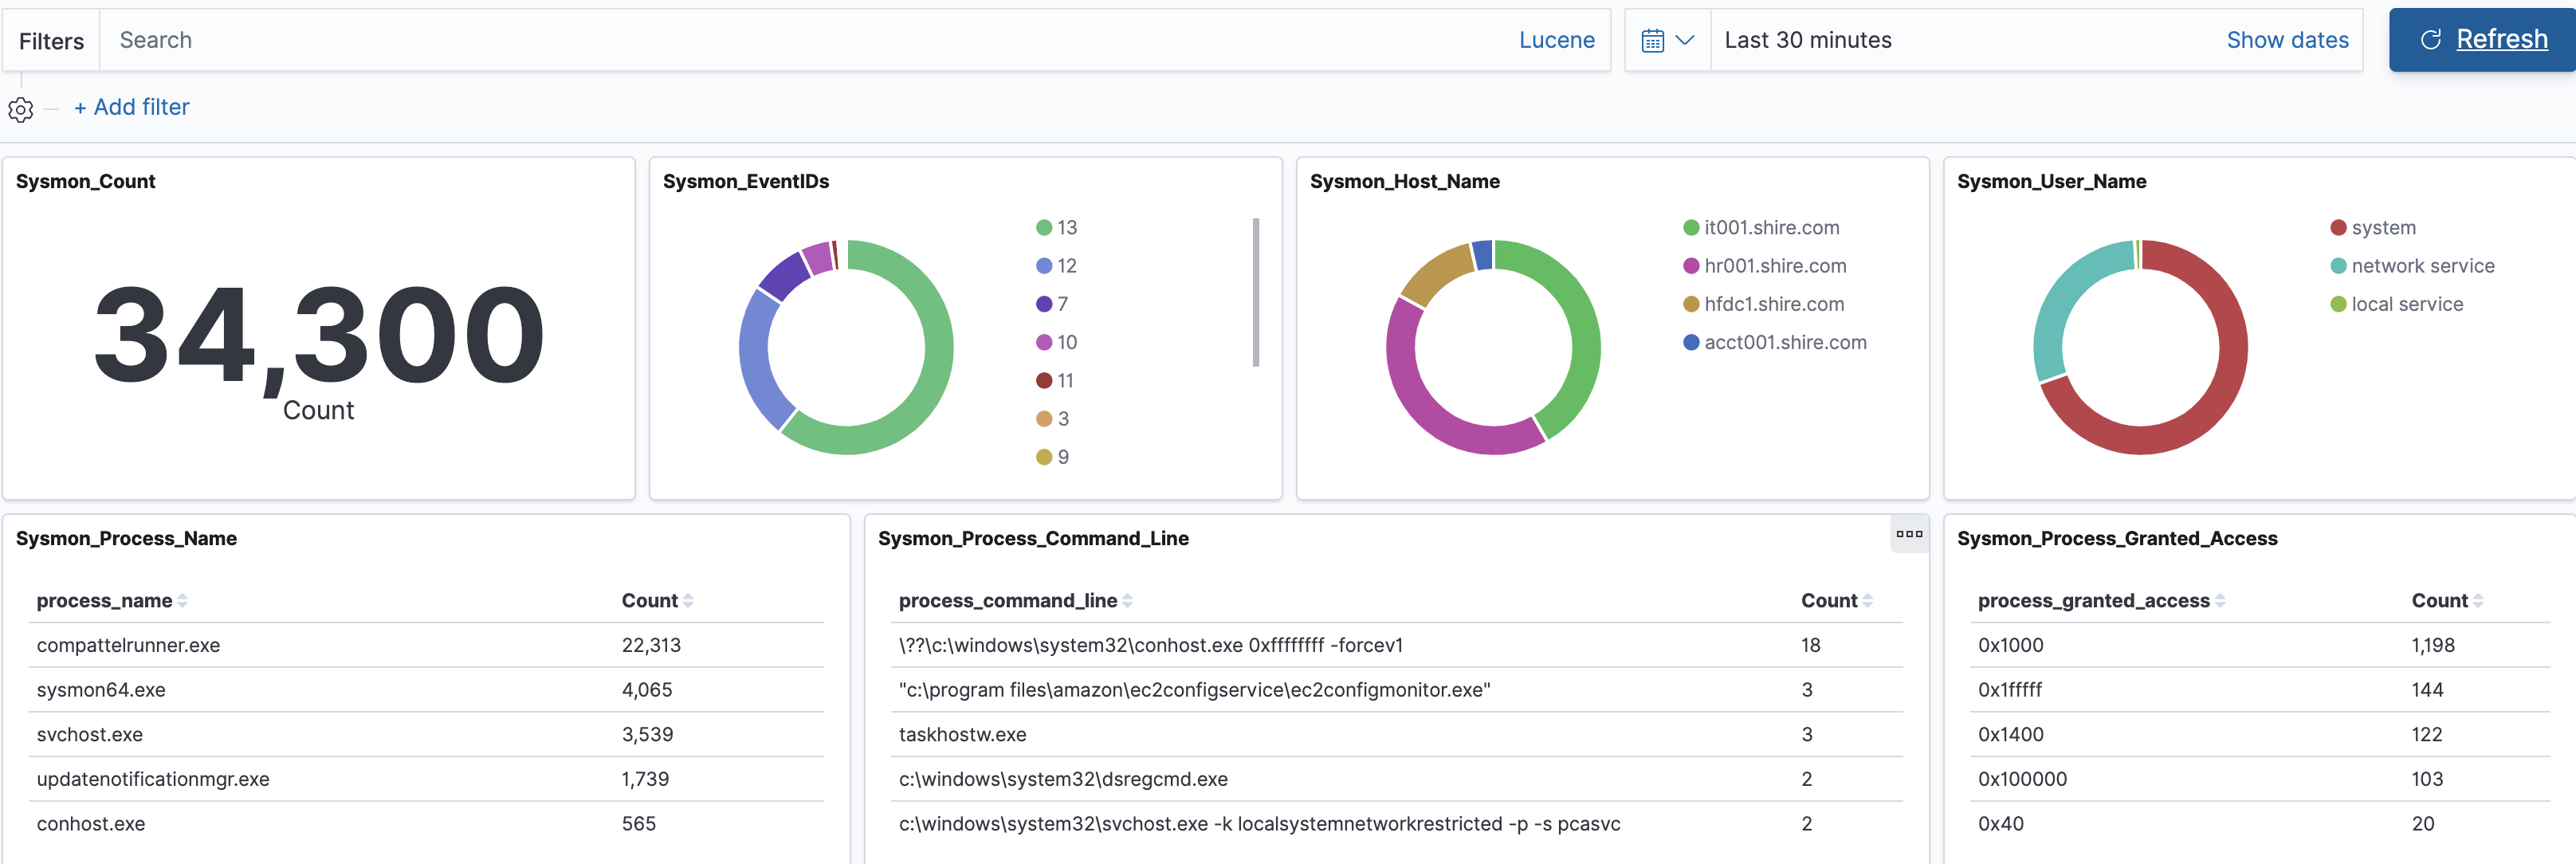 Filters Search Lucene Last 30 minutes Show dates Refresh
+ Add filter
Sysmon_Count
34,300
Count
Sysmon_EventIDs
13
12
7
10
11
3
9
Sysmon_Host_Name
it001.shire.com
hr001.shire.com
hfdc1.shire.com
acct001.shire.com
Sysmon_User_Name
system
network service
local service
Sysmon_Process_Name
process_name Count
compattelrunner.exe 22,313
sysmon64.exe 4,065
svchost.exe 3,539
updatenotificationmgr.exe 1,739
conhost.exe 565
Sysmon_Process_Command_Line
process_command_line Count
\??\c:\windows\system32\conhost.exe 0xffffffff -forcev1 18
"c:\program files\amazon\ec2configservice\ec2configmonitor.exe" 3
taskhostw.exe 3
c:\windows\system32\dsregcmd.exe 2
c:\windows\system32\svchost.exe -k localsystemnetworkrestricted -p -s pcasvc 2
Sysmon_Process_Granted_Access
process_granted_access Count
0x1000 1,198
0x1fffff 144
0x1400 122
0x100000 103
0x40 20